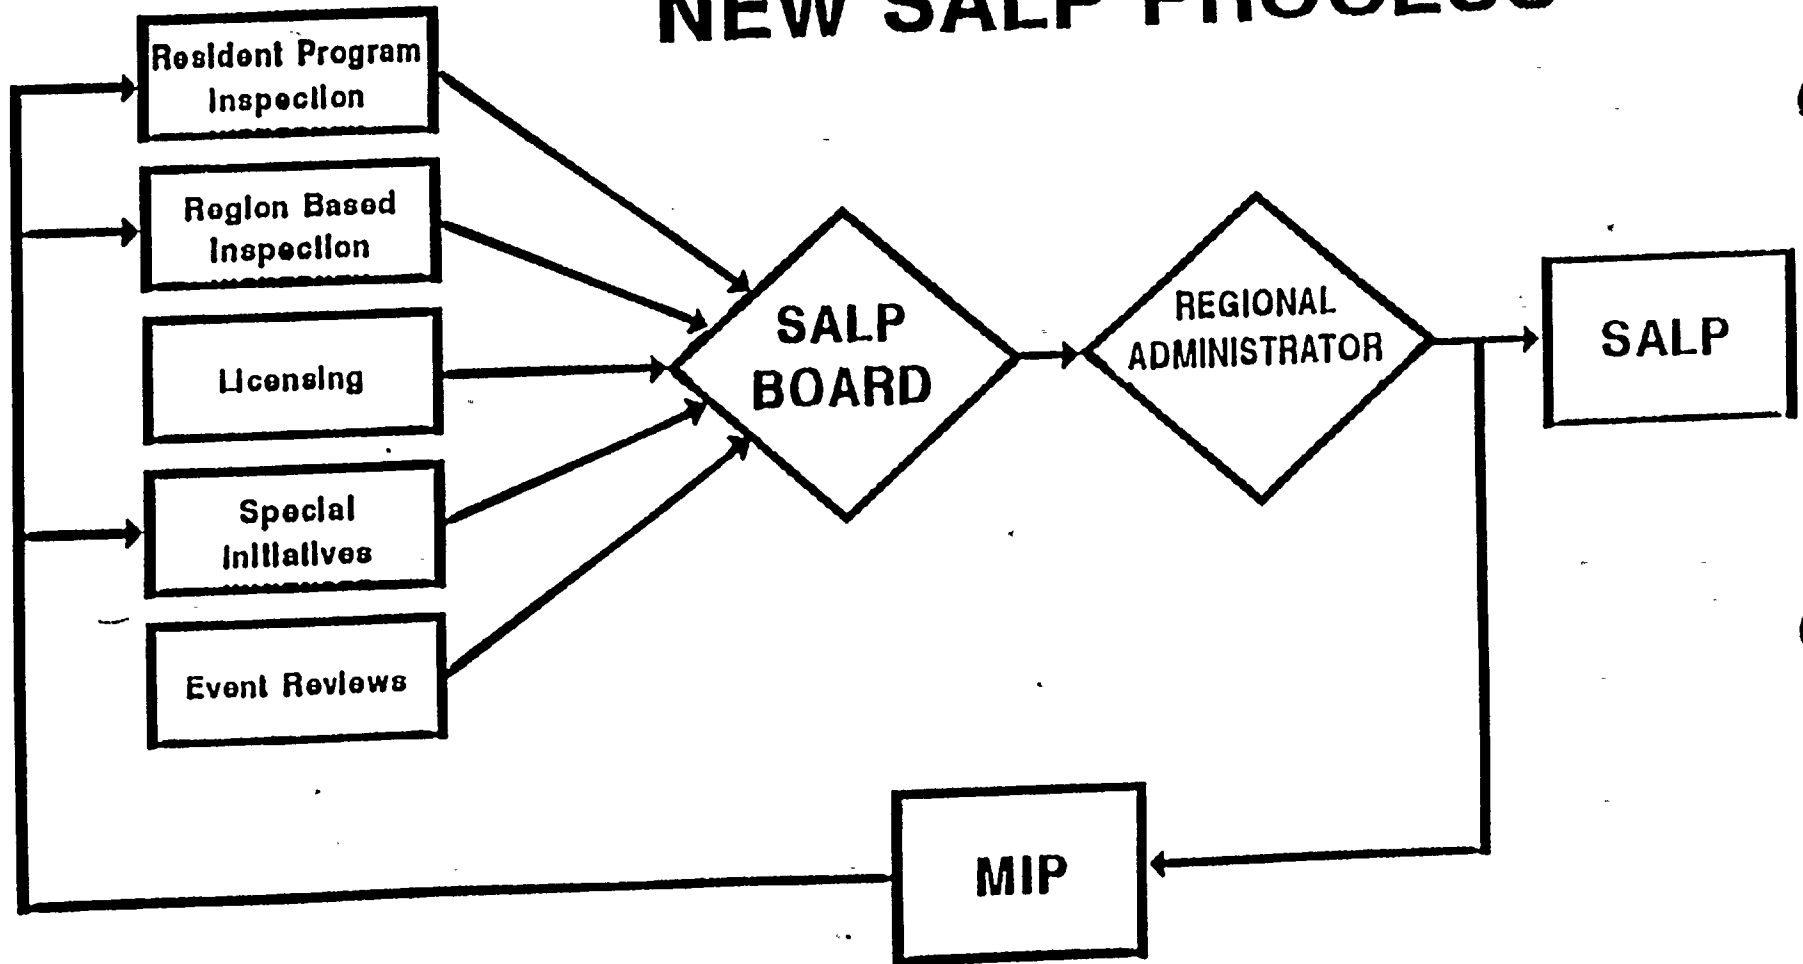 NEW SALP PROCESS
Resident Program
Inspection
Region Based
Inspection
Licensing
Special
Initiatives
Event Reviews
SALP
BOARD
REGIONAL
ADMINISTRATOR
SALP
MIP